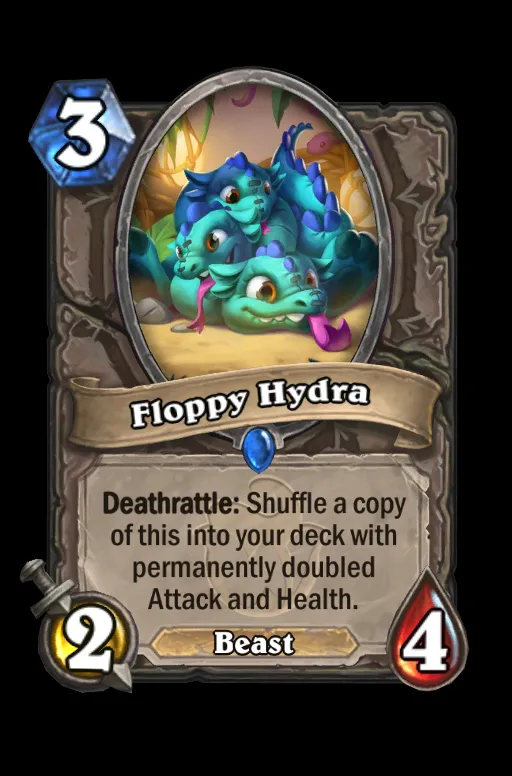 3
Floppy Hydra
Deathrattle: Shuffle a copy
of this into your deck with
permanently doubled
Attack and Health.
2
Beast
4